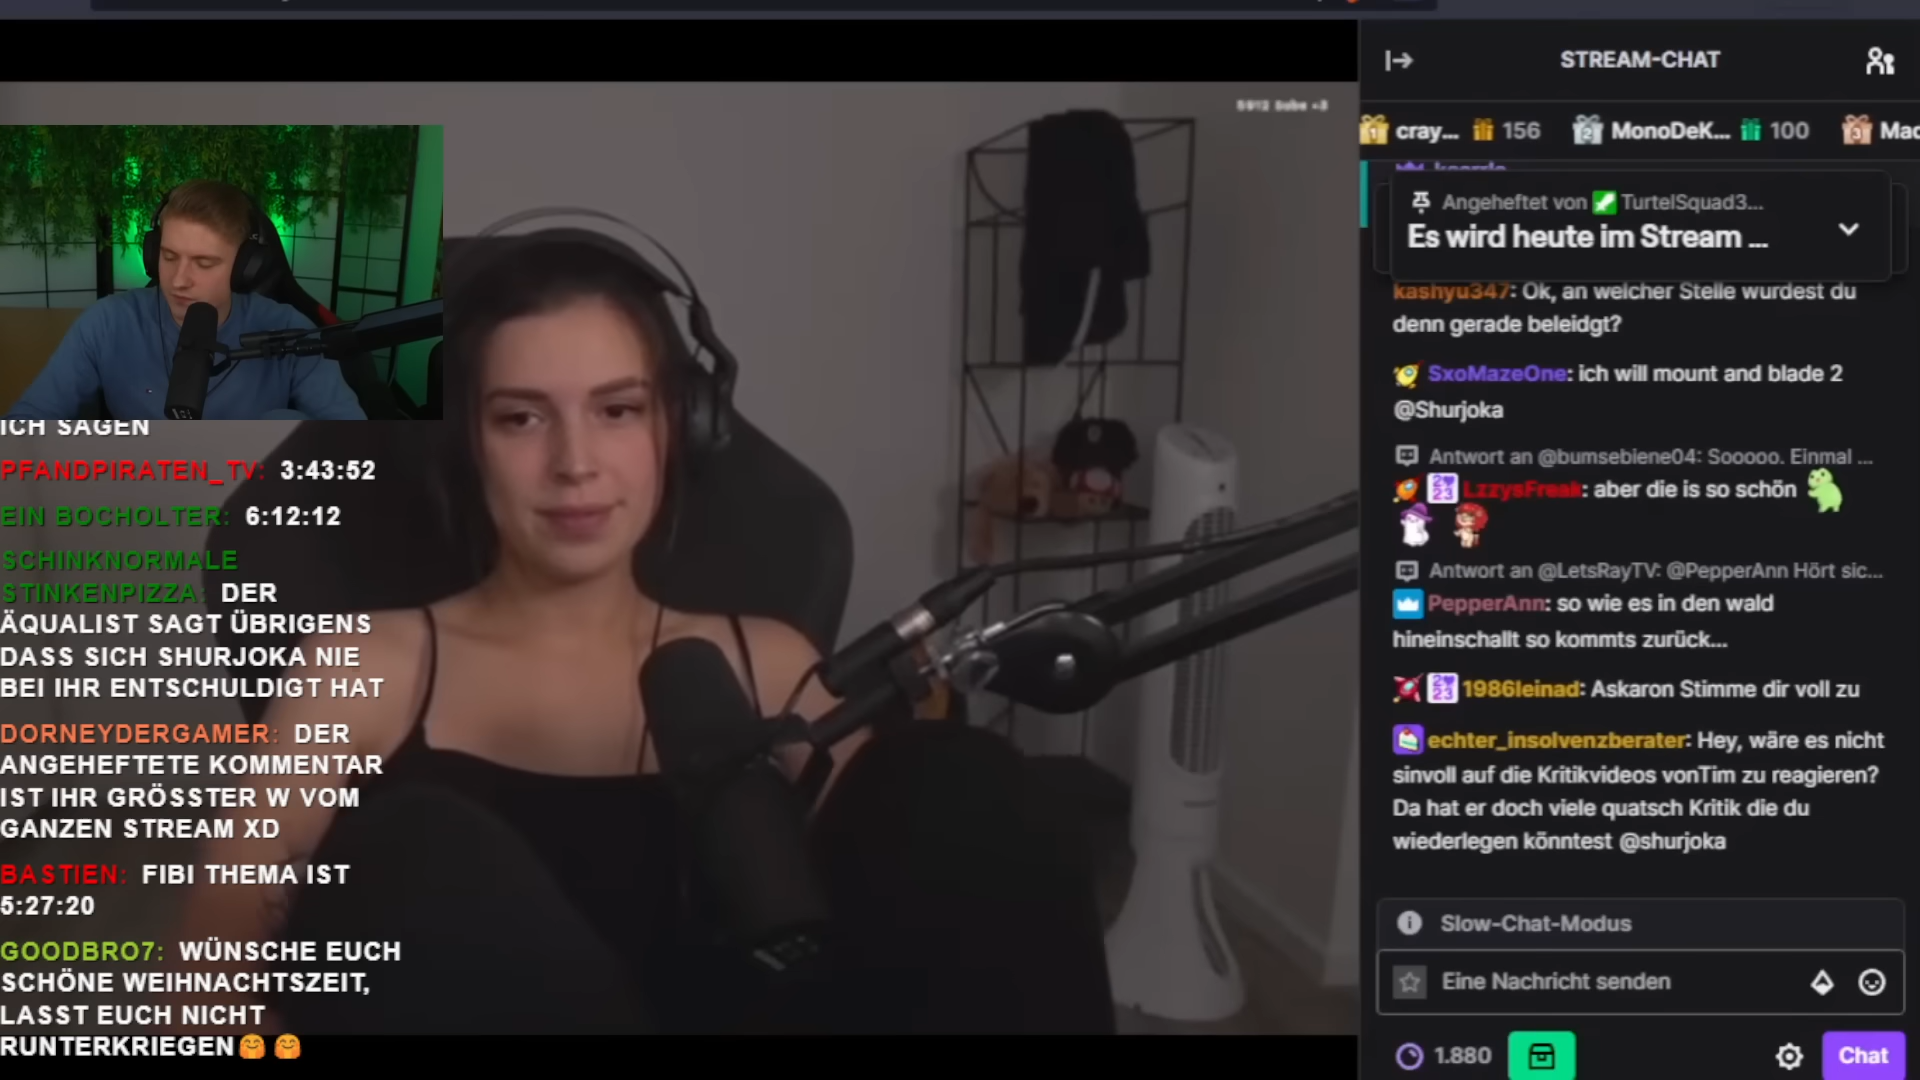 5912 Subs +3
ICH SAGEN
PFANDPIRATEN_TV: 3:43:52
EIN BOCHOLTER: 6:12:12
SCHINKNORMALE
STINKENPIZZA: DER
ÄQUALIST SAGT ÜBRIGENS
DASS SICH SHURJOKA NIE
BEI IHR ENTSCHULDIGT HAT
DORNEYDERGAMER: DER
ANGEHEFTETE KOMMENTAR
IST IHR GRÖSSTER W VOM
GANZEN STREAM XD
BASTIEN: FIBI THEMA IST
5:27:20
GOODBRO7: WÜNSCHE EUCH
SCHÖNE WEIHNACHTSZEIT,
LASST EUCH NICHT
RUNTERKRIEGEN🤗 🤗
STREAM-CHAT
1 cray... 156 2 MonoDeK... 100 3 Mac
Angeheftet von TurtelSquad3...
Es wird heute im Stream ...
kashyu347: Ok, an welcher Stelle wurdest du
denn gerade beleidgt?
SxoMazeOne: ich will mount and blade 2
@Shurjoka
Antwort an @bumsebiene04: Sooooo. Einmal ...
LzzysFreak: aber die is so schön
Antwort an @LetsRayTV: @PepperAnn Hört sic...
PepperAnn: so wie es in den wald
hineinschallt so kommts zurück...
1986leinad: Askaron Stimme dir voll zu
echter_insolvenzberater: Hey, wäre es nicht
sinvoll auf die Kritikvideos vonTim zu reagieren?
Da hat er doch viele quatsch Kritik die du
wiederlegen könntest @shurjoka
Slow-Chat-Modus
Eine Nachricht senden
1.880
Chat